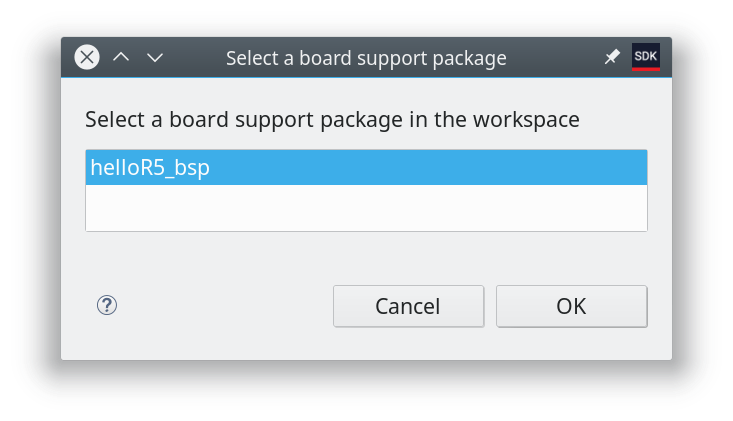 Select a board support package
SDK
Select a board support package in the workspace
helloR5_bsp
?
Cancel
OK